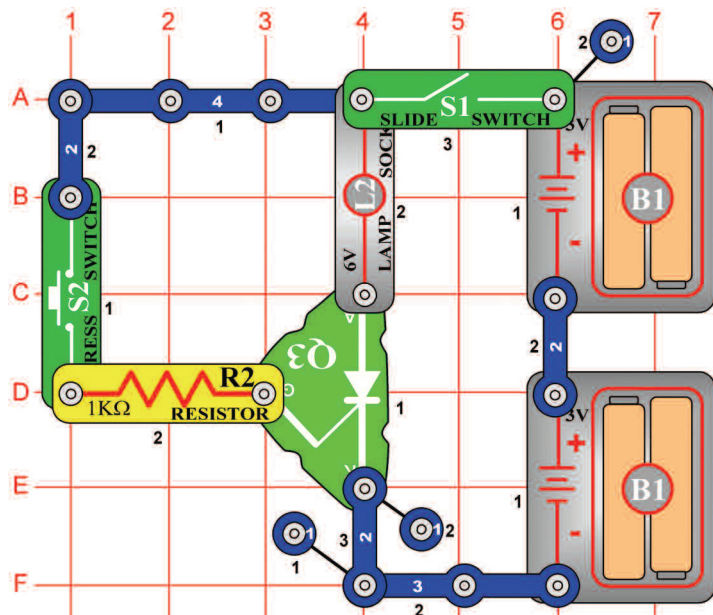 1 2 3 4 5 6 7
2 1
A
4
1
S1
SLIDE SWITCH
3
3V
+
2 2
B
L2
LAMP SOCK
6V
2
1
B1
-
C
S2
RESS SWITCH
1
Q3
A
G
2 2
D
R2
1KΩ
RESISTOR
2
1
3V
+
E
1
B1
-
1 2
1
1
3 2
F
3
2